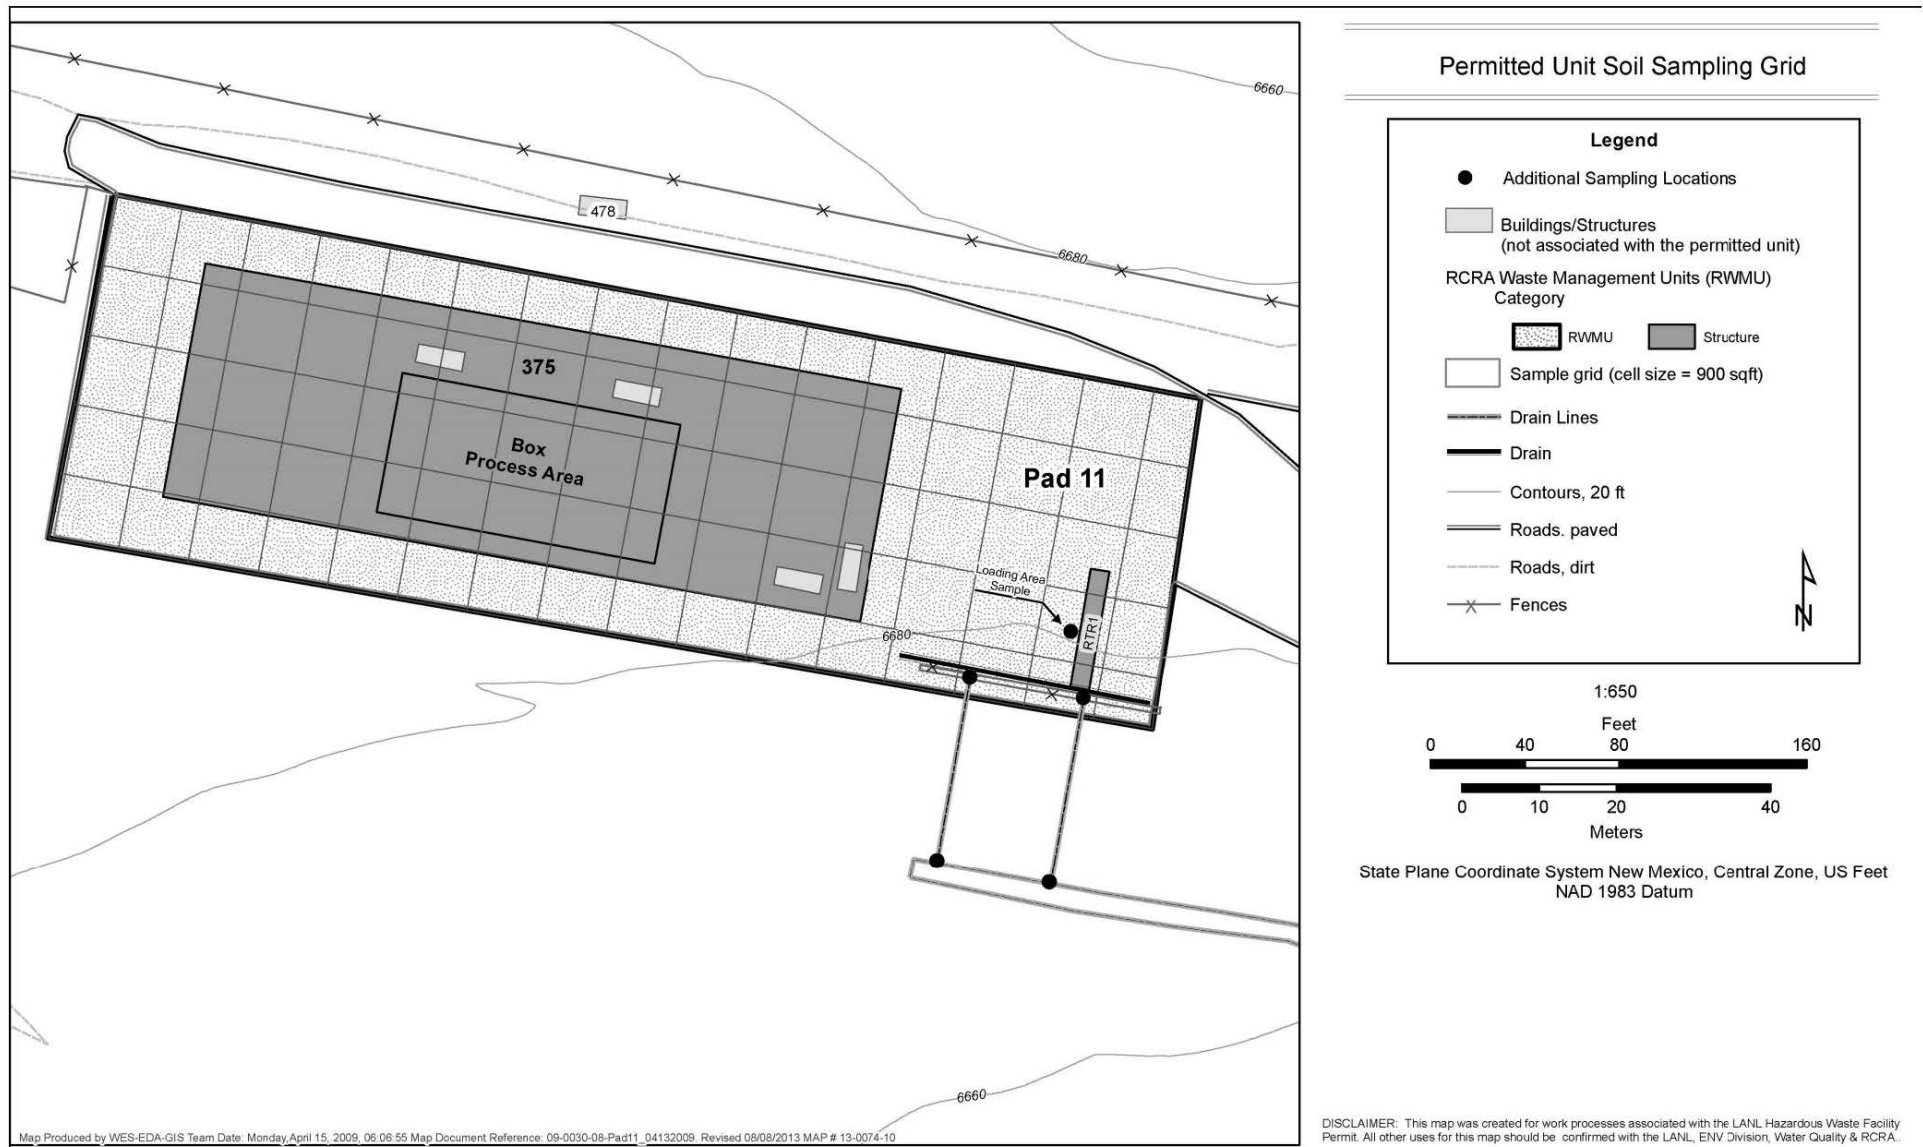 6660
6680
478
375
Box
Process Area
Pad 11
Loading Area
Sample
RTR1
6680
6660
Map Produced by WES-EDA-GIS Team Date: Monday,April 15, 2009, 06:06:55 Map Document Reference: 09-0030-08-Pad11_04132009. Revised 08/08/2013 MAP # 13-0074-10
Permitted Unit Soil Sampling Grid
Legend
Additional Sampling Locations
Buildings/Structures
(not associated with the permitted unit)
RCRA Waste Management Units (RWMU)
Category
RWMU
Structure
Sample grid (cell size = 900 sqft)
Drain Lines
Drain
Contours, 20 ft
Roads. paved
Roads, dirt
Fences
N
1:650
Feet
0 40 80 160
0 10 20 40
Meters
State Plane Coordinate System New Mexico, Central Zone, US Feet
NAD 1983 Datum
DISCLAIMER: This map was created for work processes associated with the LANL Hazardous Waste Facility
Permit. All other uses for this map should be confirmed with the LANL, ENV Division, Water Quality & RCRA..